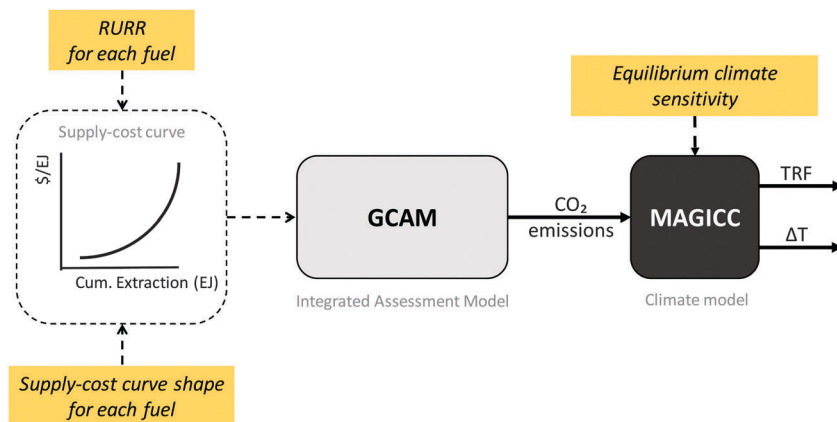 RURR
for each fuel
Supply-cost curve
$/EJ
Cum. Extraction (EJ)
Supply-cost curve shape
for each fuel
GCAM
Integrated Assessment Model
CO₂
emissions
Equilibrium climate
sensitivity
MAGICC
Climate model
TRF
ΔT